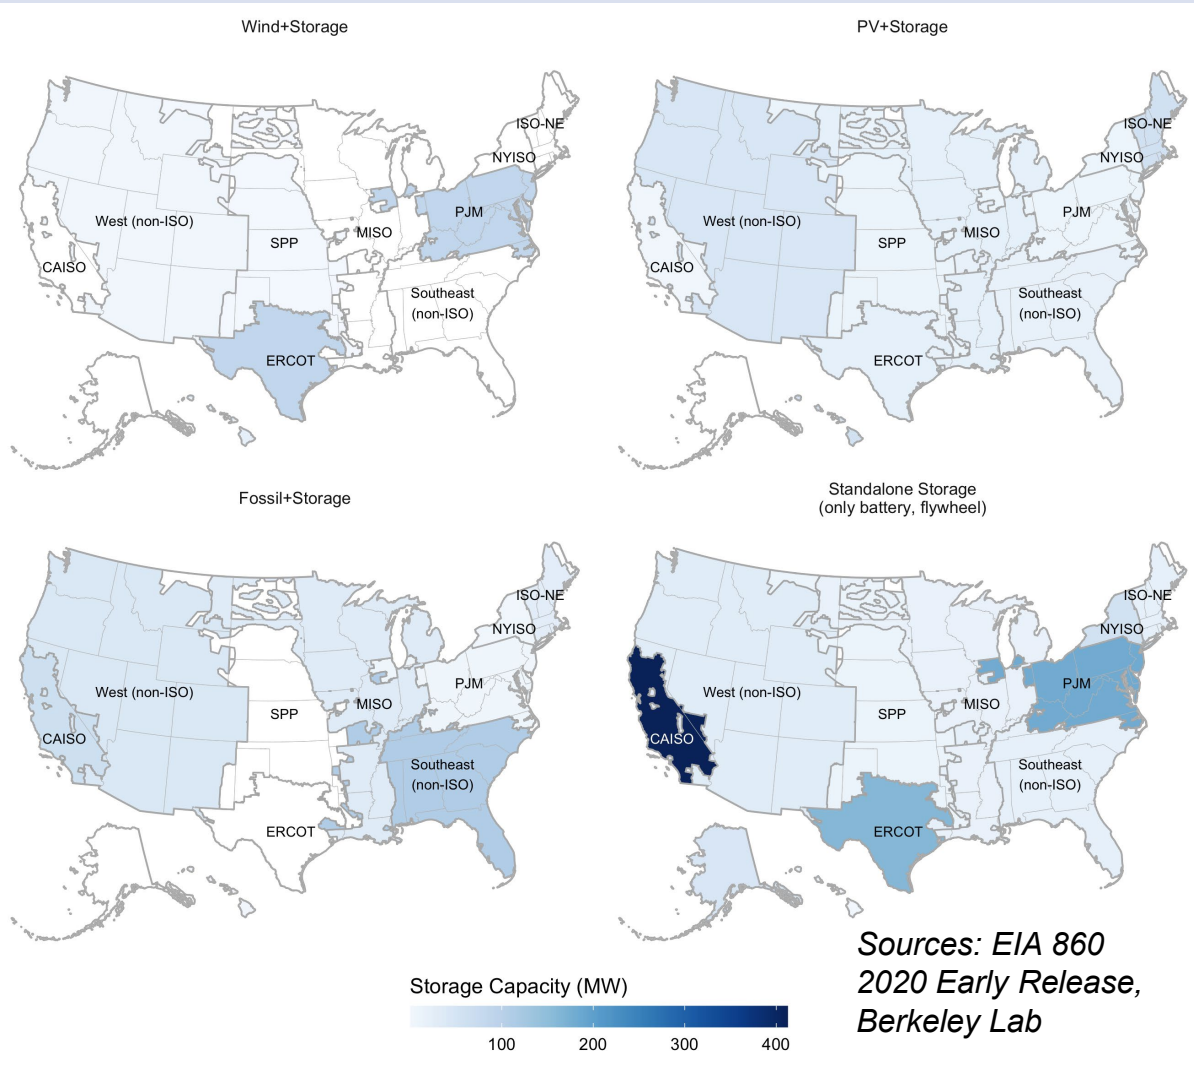 Wind+Storage
ISO-NE
NYISO
PJM
West (non-ISO)
MISO
SPP
CAISO
Southeast
(non-ISO)
ERCOT
PV+Storage
ISO-NE
NYISO
PJM
West (non-ISO)
MISO
SPP
CAISO
Southeast
(non-ISO)
ERCOT
Fossil+Storage
ISO-NE
NYISO
PJM
West (non-ISO)
MISO
SPP
CAISO
Southeast
(non-ISO)
ERCOT
Standalone Storage
(only battery, flywheel)
ISO-NE
NYISO
PJM
West (non-ISO)
MISO
SPP
CAISO
Southeast
(non-ISO)
ERCOT
Sources: EIA 860
2020 Early Release,
Berkeley Lab
Storage Capacity (MW)
100 200 300 400